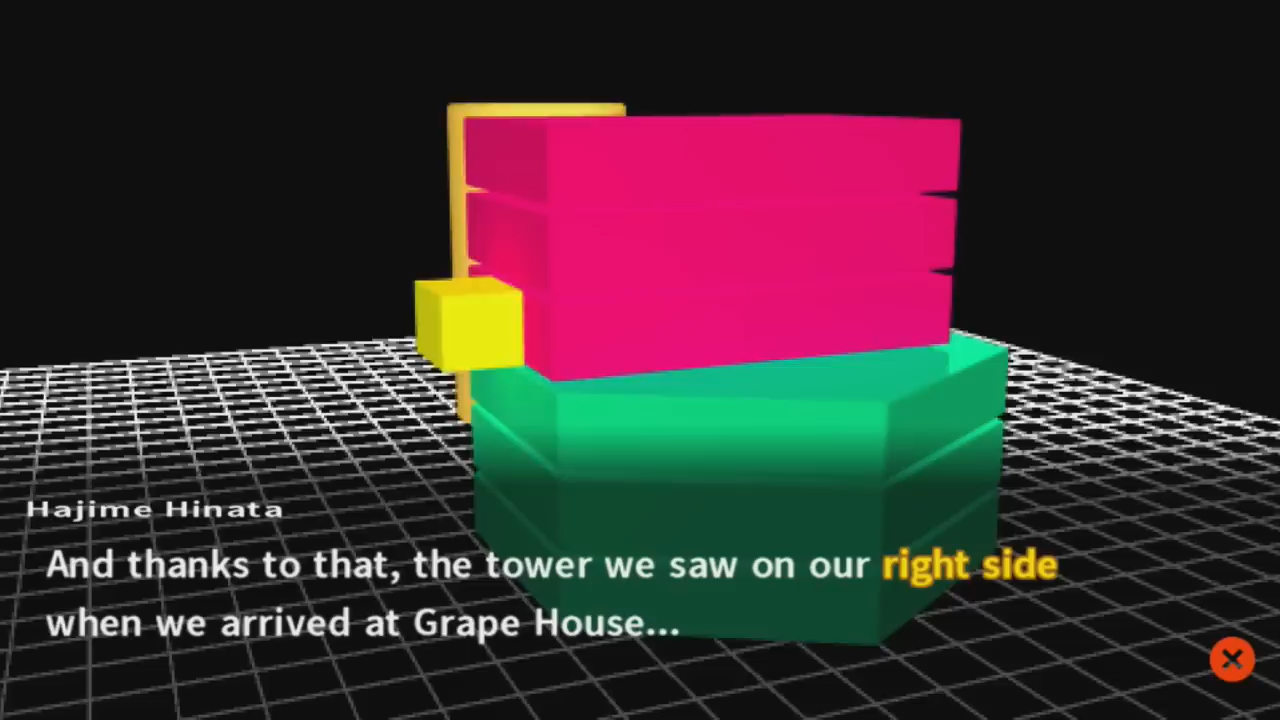 Hajime Hinata
And thanks to that, the tower we saw on our right side
when we arrived at Grape House...